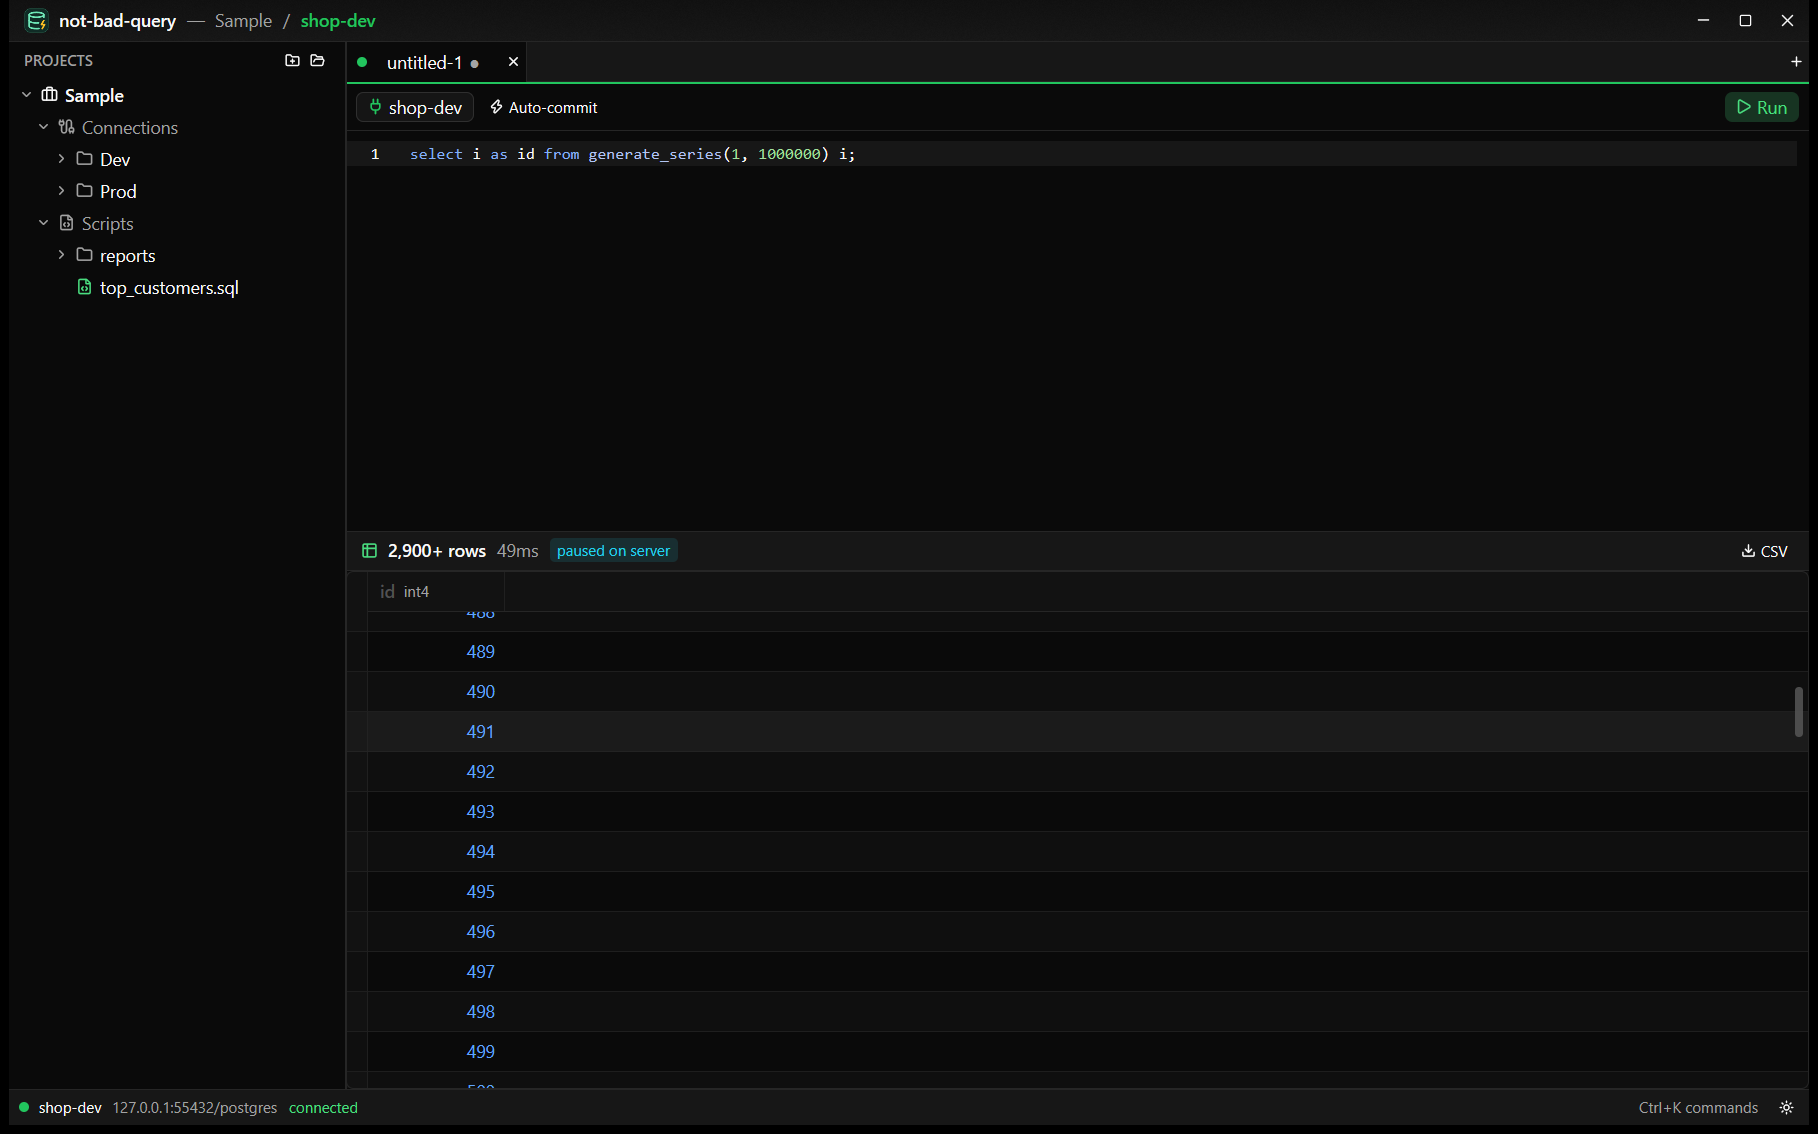 not-bad-query — Sample / shop-dev
PROJECTS
Sample
Connections
Dev
Prod
Scripts
reports
top_customers.sql
untitled-1
shop-dev Auto-commit Run
1 select i as id from generate_series(1, 1000000) i;
2,900+ rows 49ms paused on server CSV
id int4
488
489
490
491
492
493
494
495
496
497
498
499
shop-dev 127.0.0.1:55432/postgres connected Ctrl+K commands